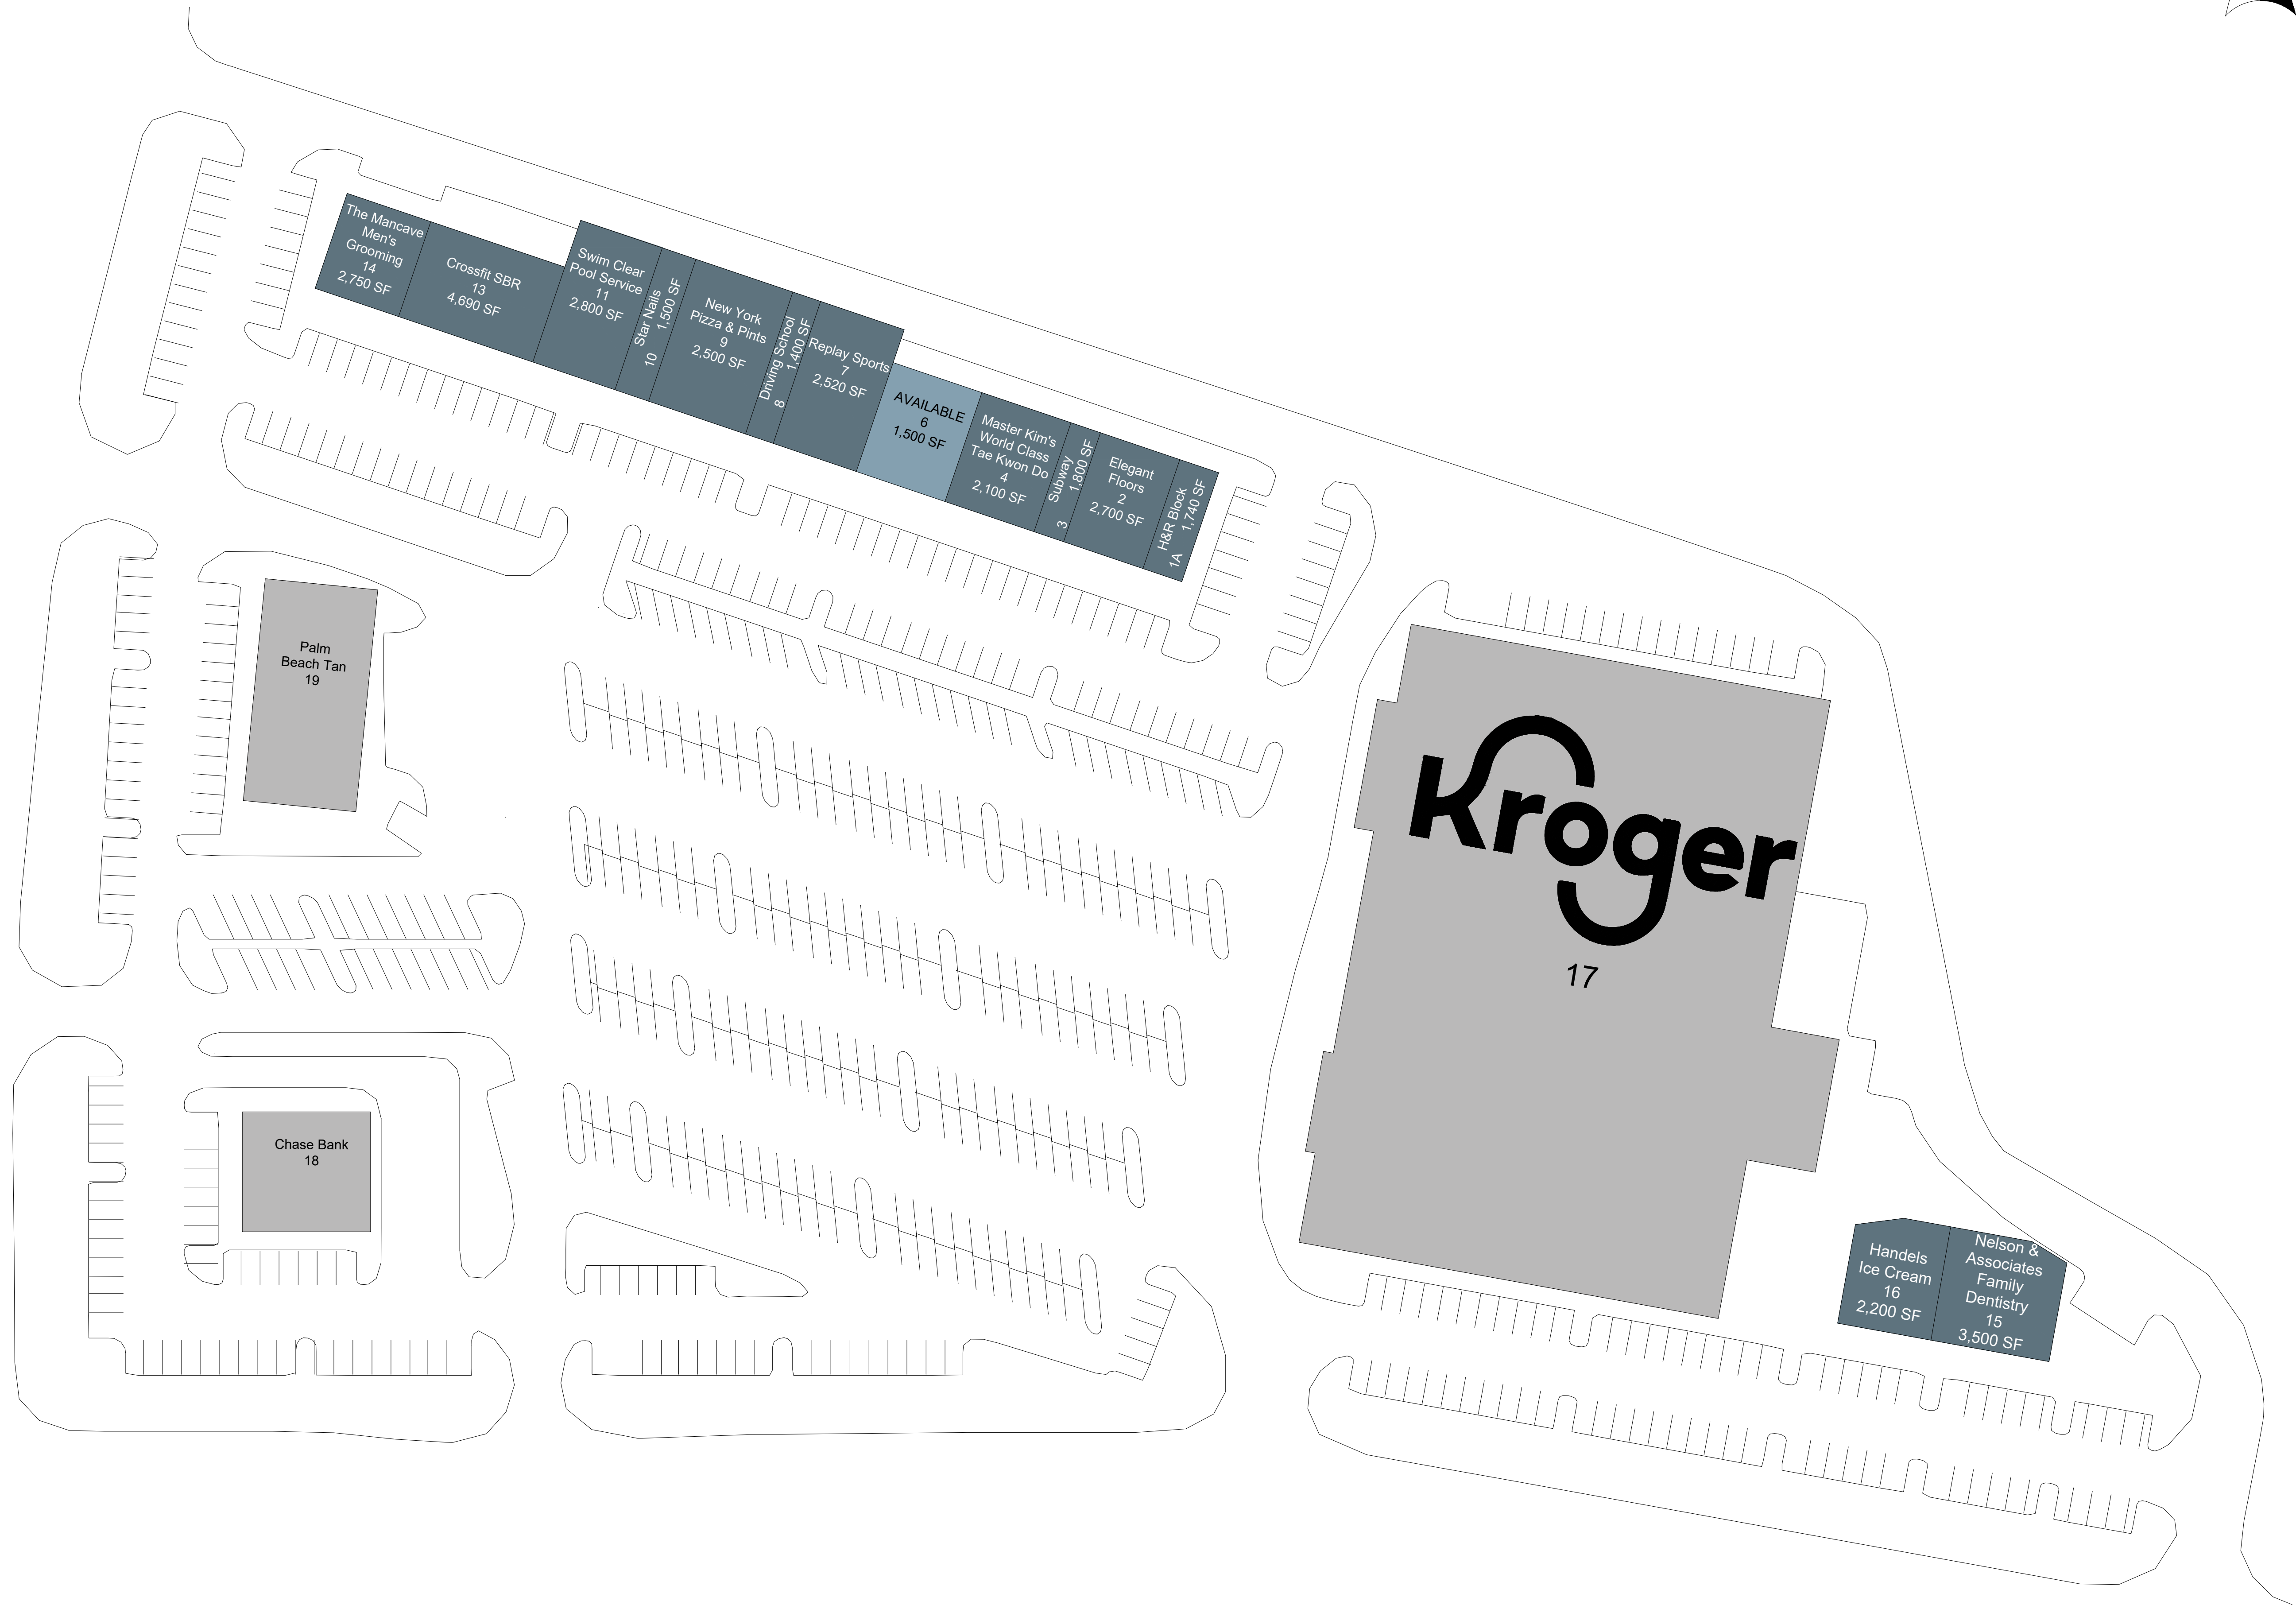 The Mancave
Men's
Grooming
14
2,750 SF
Crossfit SBR
13
4,690 SF
Swim Clear
Pool Service
11
2,800 SF
Star Nails
1,500 SF
10
New York
Pizza & Pints
9
2,500 SF
Driving School
1,400 SF
8
Replay Sports
7
2,520 SF
AVAILABLE
6
1,500 SF
Master Kim's
World Class
Tae Kwon Do
4
2,100 SF
Subway
1,800 SF
3
Elegant
Floors
2
2,700 SF
H&R Block
1,740 SF
1A
Palm
Beach Tan
19
Kroger
17
Chase Bank
18
Handels
Ice Cream
16
2,200 SF
Nelson &
Associates
Family
Dentistry
15
3,500 SF